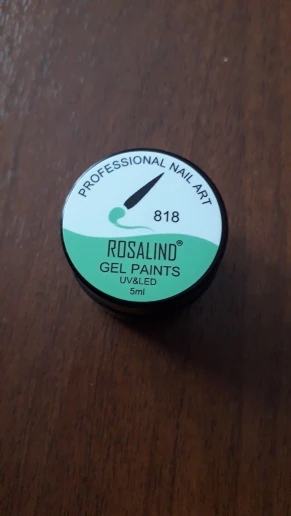 PROFESSIONAL NAIL ART
818
ROSALIND®
GEL PAINTS
UV&LED
5ml